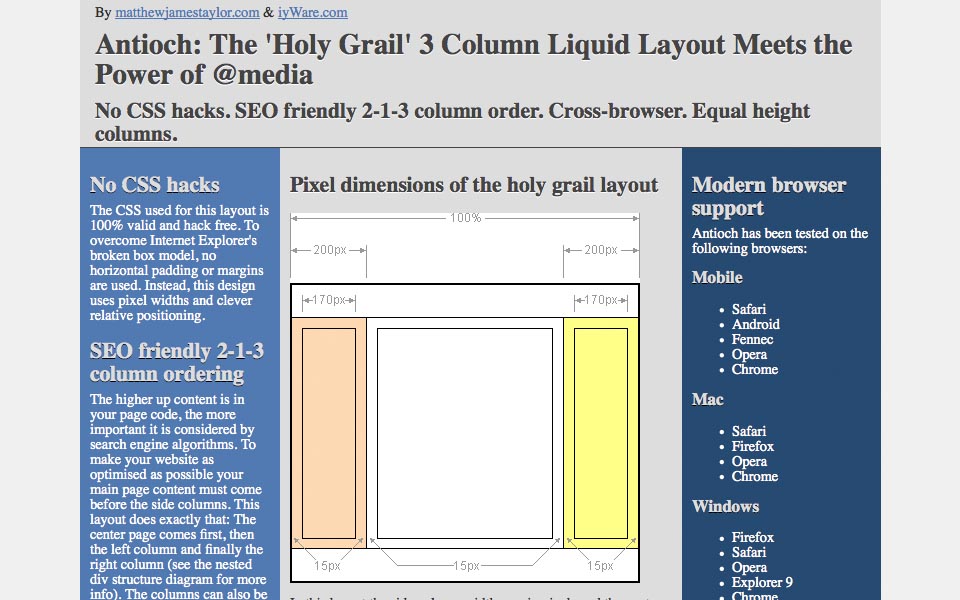 By matthewjamestaylor.com & iyWare.com
Antioch: The 'Holy Grail' 3 Column Liquid Layout Meets the
Power of @media
No CSS hacks. SEO friendly 2-1-3 column order. Cross-browser. Equal height
columns.
No CSS hacks
The CSS used for this layout is
100% valid and hack free. To
overcome Internet Explorer's
broken box model, no
horizontal padding or margins
are used. Instead, this design
uses pixel widths and clever
relative positioning.
SEO friendly 2-1-3
column ordering
The higher up content is in
your page code, the more
important it is considered by
search engine algorithms. To
make your website as
optimised as possible your
main page content must come
before the side columns. This
layout does exactly that: The
center page comes first, then
the left column and finally the
right column (see the nested
div structure diagram for more
info). The columns can also be
Pixel dimensions of the holy grail layout
100%
200px 200px
170px 170px
15px 15px 15px
Modern browser
support
Antioch has been tested on the
following browsers:
Mobile
• Safari
• Android
• Fennec
• Opera
• Chrome
Mac
• Safari
• Firefox
• Opera
• Chrome
Windows
• Firefox
• Safari
• Opera
• Explorer 9
• Chrome